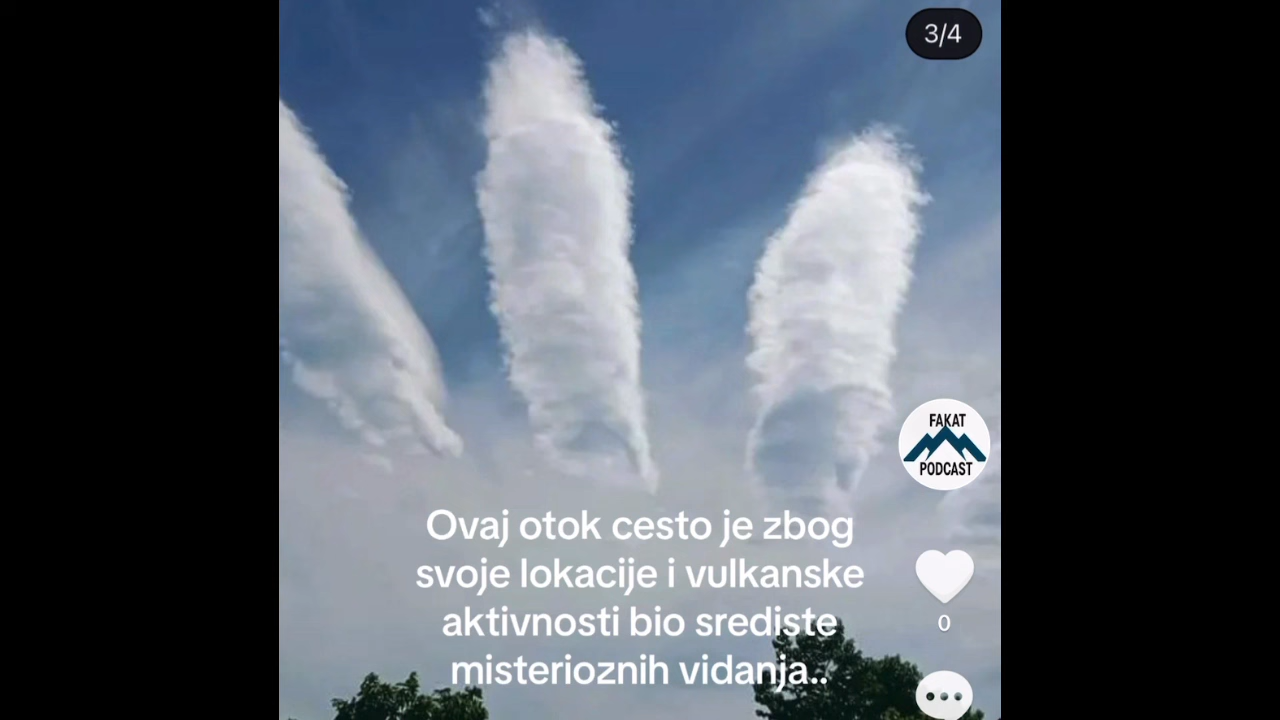 3/4
FAKAT
PODCAST
Ovaj otok cesto je zbog
svoje lokacije i vulkanske
aktivnosti bio srediste
misterioznih vidanja..
0